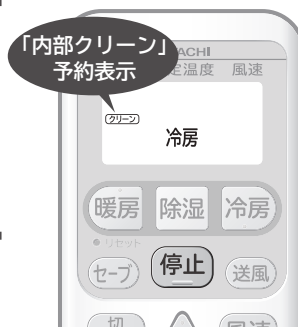 「内部クリーン」
予約表示
ACHI
定温度 風速
クリーン
冷房
暖房 除湿 冷房
リセット
セーブ 停止 送風
切
風速